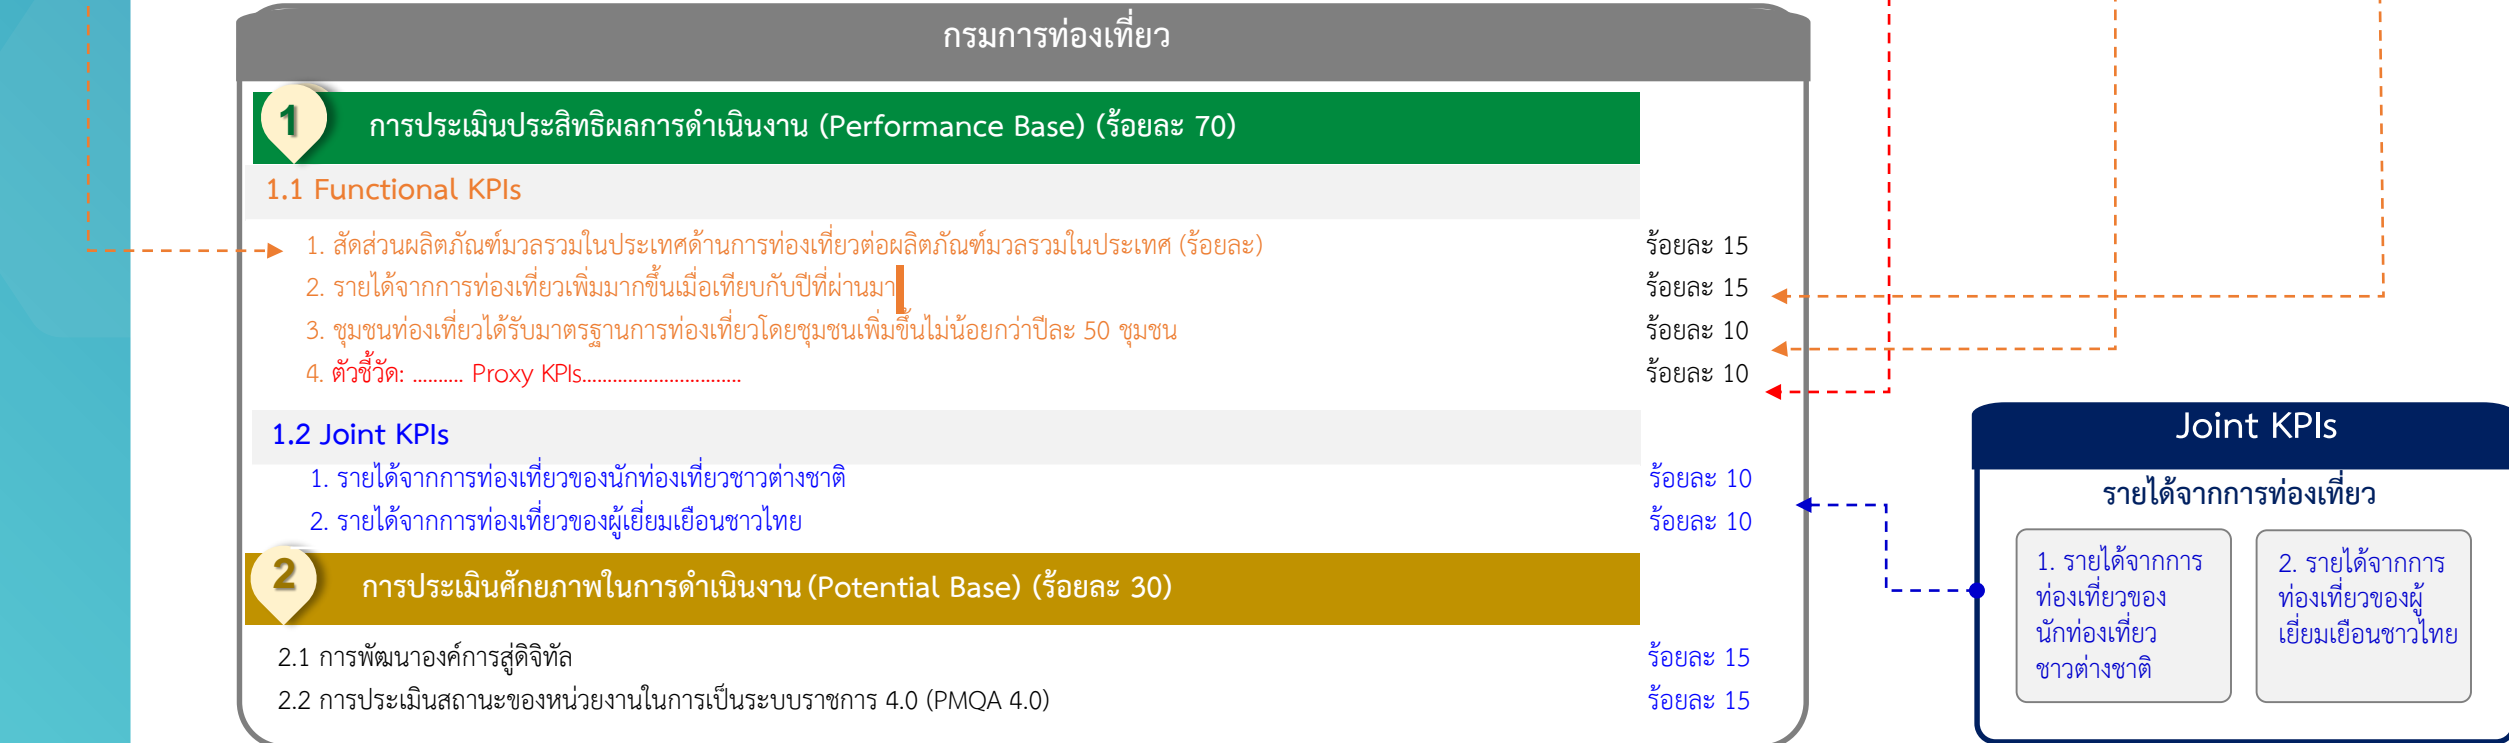 กรมการท่องเที่ยว
1
การประเมินประสิทธิผลการดำเนินงาน (Performance Base) (ร้อยละ 70)
1.1 Functional KPIs
1. สัดส่วนผลิตภัณฑ์มวลรวมในประเทศด้านการท่องเที่ยวต่อผลิตภัณฑ์มวลรวมในประเทศ (ร้อยละ) ร้อยละ 15
2. รายได้จากการท่องเที่ยวเพิ่มมากขึ้นเมื่อเทียบกับปีที่ผ่านมา ร้อยละ 15
3. ชุมชนท่องเที่ยวได้รับมาตรฐานการท่องเที่ยวโดยชุมชนเพิ่มขึ้นไม่น้อยกว่าปีละ 50 ชุมชน ร้อยละ 10
4. ตัวชี้วัด: .......... Proxy KPIs............................... ร้อยละ 10
1.2 Joint KPIs
1. รายได้จากการท่องเที่ยวของนักท่องเที่ยวชาวต่างชาติ ร้อยละ 10
2. รายได้จากการท่องเที่ยวของผู้เยี่ยมเยือนชาวไทย ร้อยละ 10
2
การประเมินศักยภาพในการดำเนินงาน (Potential Base) (ร้อยละ 30)
2.1 การพัฒนาองค์การสู่ดิจิทัล ร้อยละ 15
2.2 การประเมินสถานะของหน่วยงานในการเป็นระบบราชการ 4.0 (PMQA 4.0) ร้อยละ 15
Joint KPIs
รายได้จากการท่องเที่ยว
1. รายได้จากการ
ท่องเที่ยวของ
นักท่องเที่ยว
ชาวต่างชาติ
2. รายได้จากการ
ท่องเที่ยวของผู้
เยี่ยมเยือนชาวไทย